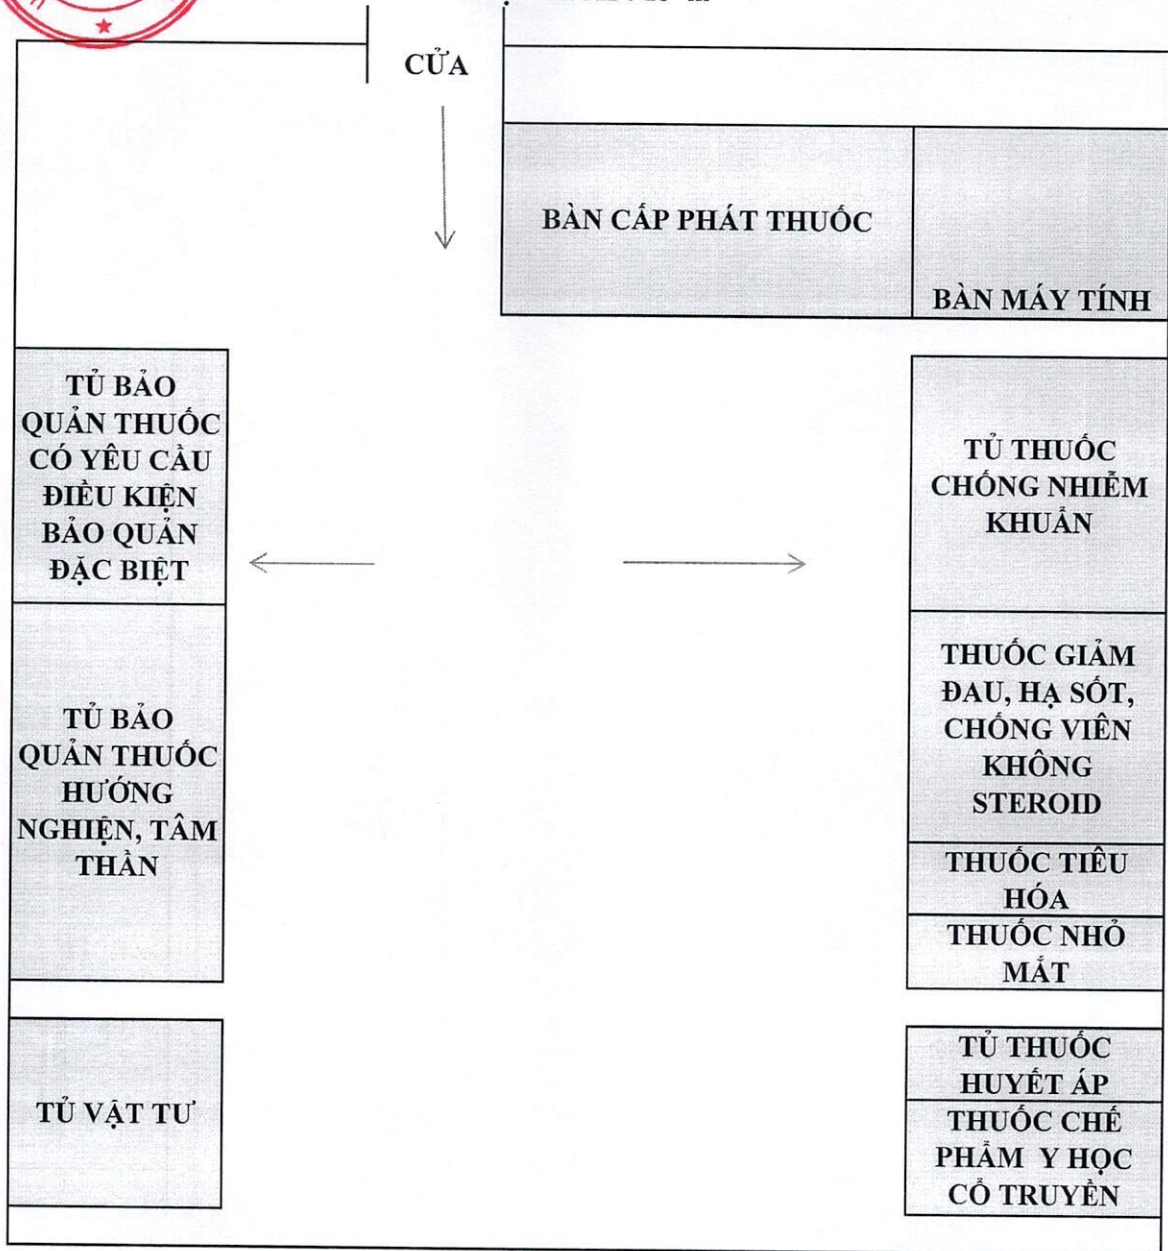 CỬA
BÀN CẤP PHÁT THUỐC
BÀN MÁY TÍNH
TỦ BẢO
QUẢN THUỐC
CÓ YÊU CẦU
ĐIỀU KIỆN
BẢO QUẢN
ĐẶC BIỆT
TỦ THUỐC
CHỐNG NHIỄM
KHUẨN
TỦ BẢO
QUẢN THUỐC
HƯỚNG
NGHIỆN, TÂM
THẦN
THUỐC GIẢM
ĐAU, HẠ SỐT,
CHỐNG VIÊN
KHÔNG
STEROID
THUỐC TIÊU
HÓA
THUỐC NHỎ
MẮT
TỦ VẬT TƯ
TỦ THUỐC
HUYẾT ÁP
THUỐC CHẾ
PHẨM Y HỌC
CỔ TRUYỀN